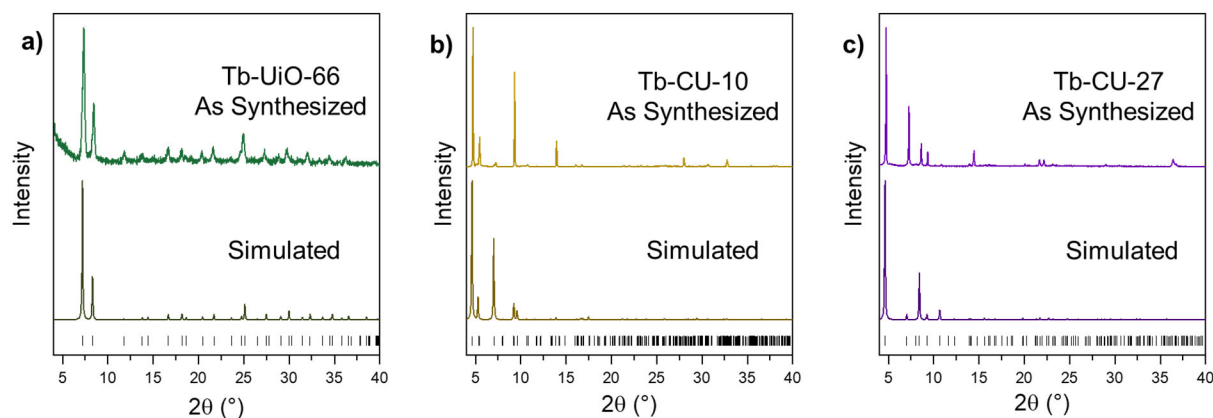 a)
Tb-UiO-66
As Synthesized
Simulated
Intensity
5 10 15 20 25 30 35 40
2θ (°)
b)
Tb-CU-10
As Synthesized
Simulated
Intensity
5 10 15 20 25 30 35 40
2θ (°)
c)
Tb-CU-27
As Synthesized
Simulated
Intensity
5 10 15 20 25 30 35 40
2θ (°)